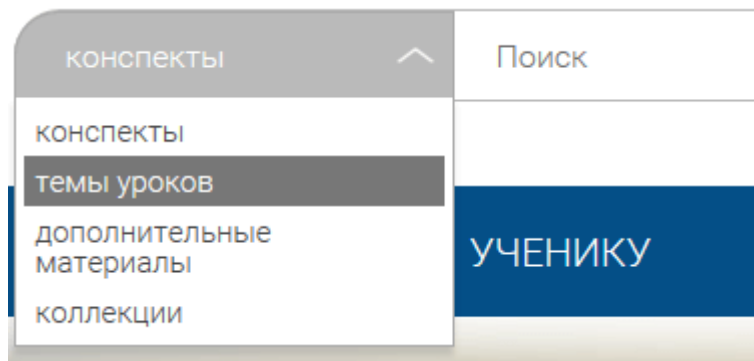 конспекты
Поиск
конспекты
темы уроков
дополнительные
материалы
коллекции
УЧЕНИКУ